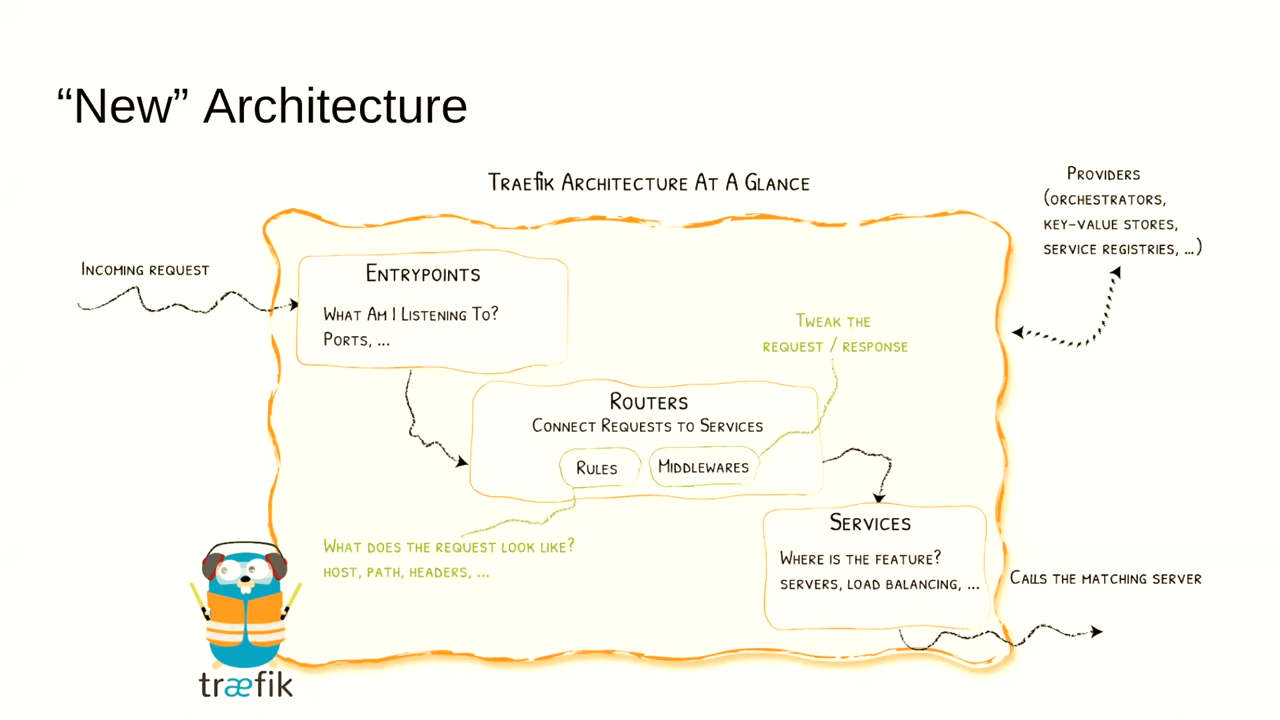 “New” Architecture
Traefik Architecture At A Glance
Providers
(orchestrators,
key-value stores,
service registries, ...)
Incoming request
Entrypoints
What Am I Listening To?
Ports, ...
Tweak the
request / response
Routers
Connect Requests to Services
Rules
Middlewares
What does the request look like?
host, path, headers, ...
Services
Where is the feature?
servers, load balancing, ...
Calls the matching server
træfik